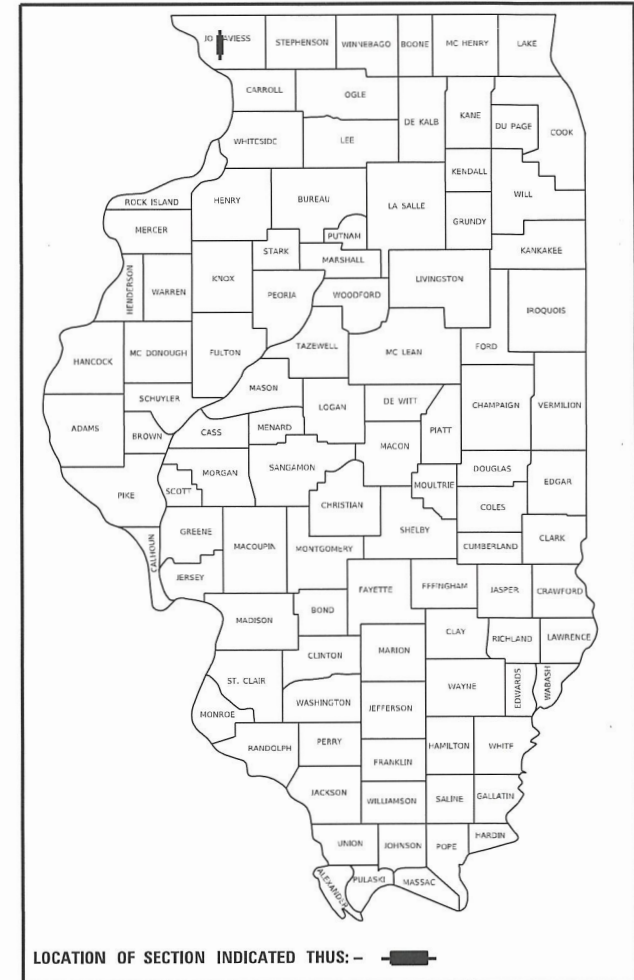 JO DAVIESS STEPHENSON WINNEBAGO BOONE MC HENRY LAKE
CARROLL OGLE
DE KALB KANE DU PAGE COOK
WHITESIDE LEE
KENDALL WILL
ROCK ISLAND HENRY BUREAU LA SALLE
GRUNDY
MERCER PUTNAM
STARK MARSHALL KANKAKEE
HENDERSON WARREN KNOX PEORIA WOODFORD LIVINGSTON
IROQUOIS
HANCOCK MC DONOUGH FULTON TAZEWELL MC LEAN FORD
MASON
SCHUYLER LOGAN DE WITT CHAMPAIGN VERMILION
ADAMS BROWN CASS MENARD PIATT
MACON
PIKE SCOTT MORGAN SANGAMON DOUGLAS EDGAR
MOULTRIE
CHRISTIAN COLES
CALHOUN GREENE MACOUPIN MONTGOMERY SHELBY
CUMBERLAND CLARK
JERSEY FAYETTE EFFINGHAM JASPER CRAWFORD
MADISON BOND
CLAY RICHLAND LAWRENCE
CLINTON MARION
ST. CLAIR WAYNE EDWARDS WABASH
WASHINGTON JEFFERSON
MONROE
RANDOLPH PERRY HAMILTON WHITE
FRANKLIN
JACKSON WILLIAMSON SALINE GALLATIN
HARDIN
UNION JOHNSON POPE
ALEXANDER PULASKI MASSAC
LOCATION OF SECTION INDICATED THUS: –